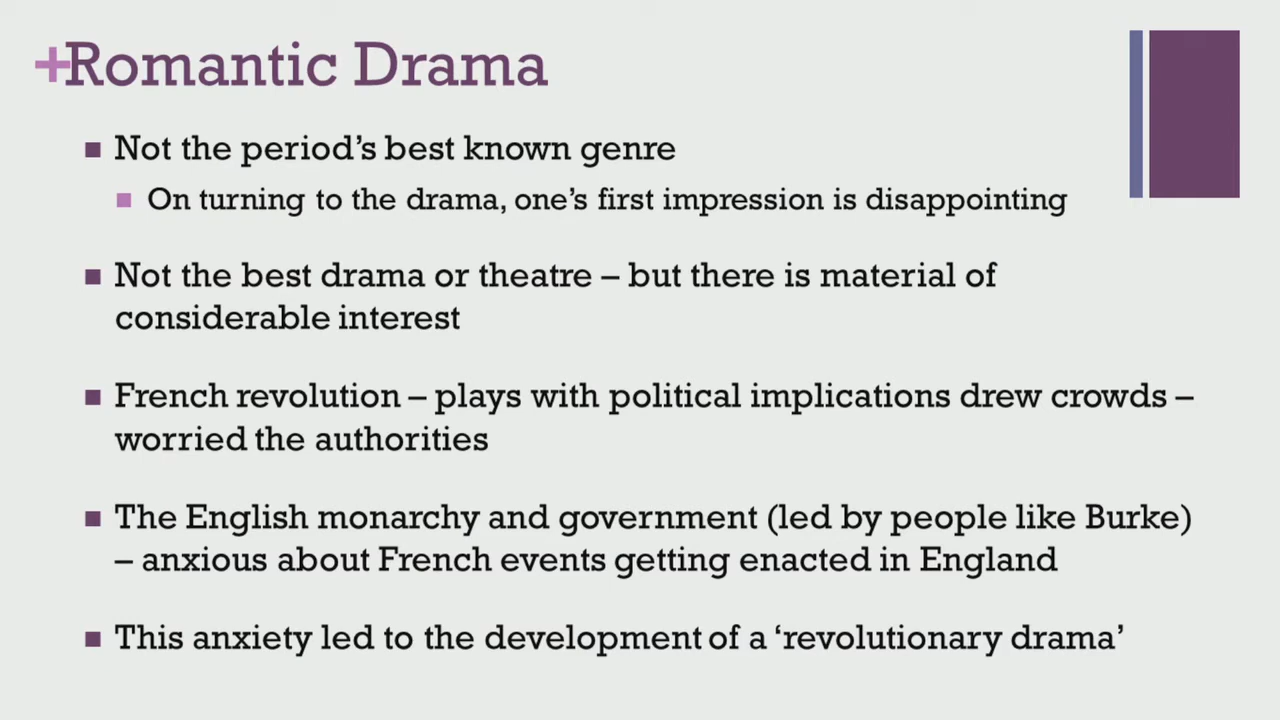 +Romantic Drama
Not the period's best known genre
On turning to the drama, one's first impression is disappointing
Not the best drama or theatre – but there is material of
considerable interest
French revolution – plays with political implications drew crowds –
worried the authorities
The English monarchy and government (led by people like Burke)
– anxious about French events getting enacted in England
This anxiety led to the development of a ‘revolutionary drama’